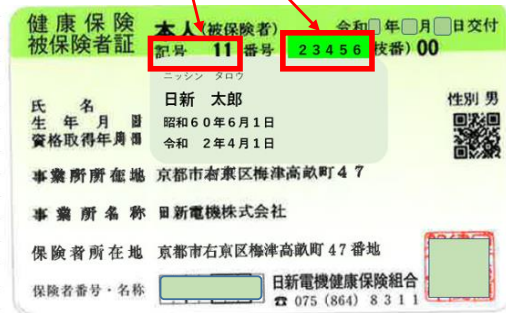 健康保険
被保険者証
本人(被保険者) 令和 年 月 日交付
記号 11 番号 23456 (枝番) 00
ニッシン タロウ
氏名 日新 太郎 性別 男
生年月日 昭和60年6月1日
資格取得年月日 令和 2年4月1日
事業所所在地 京都市右京区梅津高畝町47
事業所名称 日新電機株式会社
保険者所在地 京都市右京区梅津高畝町47番地
保険者番号・名称 日新電機健康保険組合
☎ 075 (864) 8311